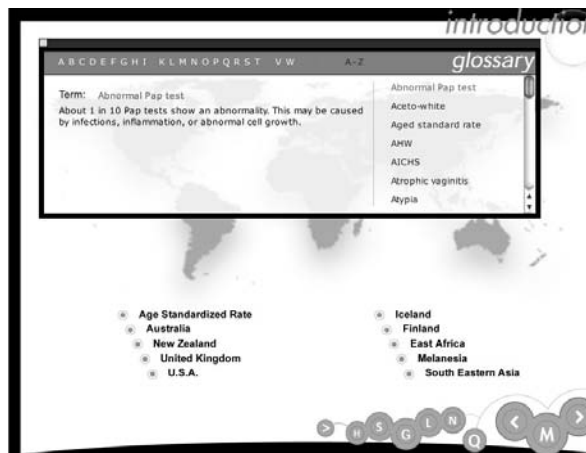 introduction
A B C D E F G H I K L M N O P Q R S T V W A-Z glossary
Term: Abnormal Pap test
About 1 in 10 Pap tests show an abnormality. This may be caused
by infections, inflammation, or abnormal cell growth.
Abnormal Pap test
Aceto-white
Aged standard rate
AHW
AICHS
Atrophic vaginitis
Atypia
Age Standardized Rate
Australia
New Zealand
United Kingdom
U.S.A.
Iceland
Finland
East Africa
Melanesia
South Eastern Asia
> H S G L N Q < M >